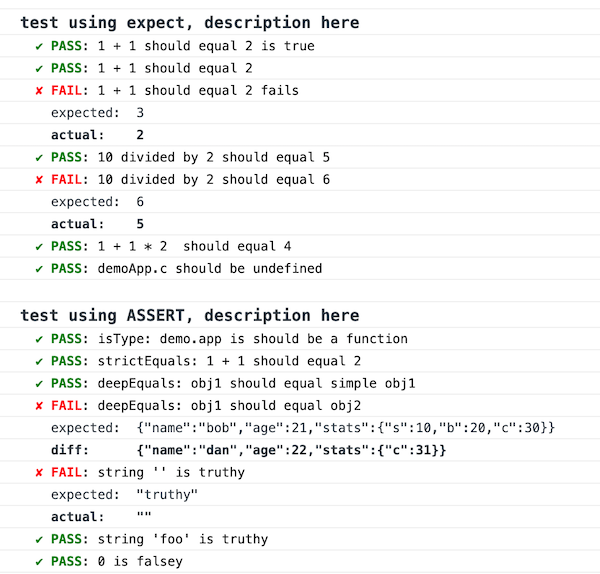 test using expect, description here
✔ PASS: 1 + 1 should equal 2 is true
✔ PASS: 1 + 1 should equal 2
✘ FAIL: 1 + 1 should equal 2 fails
expected: 3
actual: 2
✔ PASS: 10 divided by 2 should equal 5
✘ FAIL: 10 divided by 2 should equal 6
expected: 6
actual: 5
✔ PASS: 1 + 1 * 2  should equal 4
✔ PASS: demoApp.c should be undefined
test using ASSERT, description here
✔ PASS: isType: demo.app is should be a function
✔ PASS: strictEquals: 1 + 1 should equal 2
✔ PASS: deepEquals: obj1 should equal simple obj1
✘ FAIL: deepEquals: obj1 should equal obj2
expected: {"name":"bob","age":21,"stats":{"s":10,"b":20,"c":30}}
diff: {"name":"dan","age":22,"stats":{"c":31}}
✘ FAIL: string '' is truthy
expected: "truthy"
actual: ""
✔ PASS: string 'foo' is truthy
✔ PASS: 0 is falsey